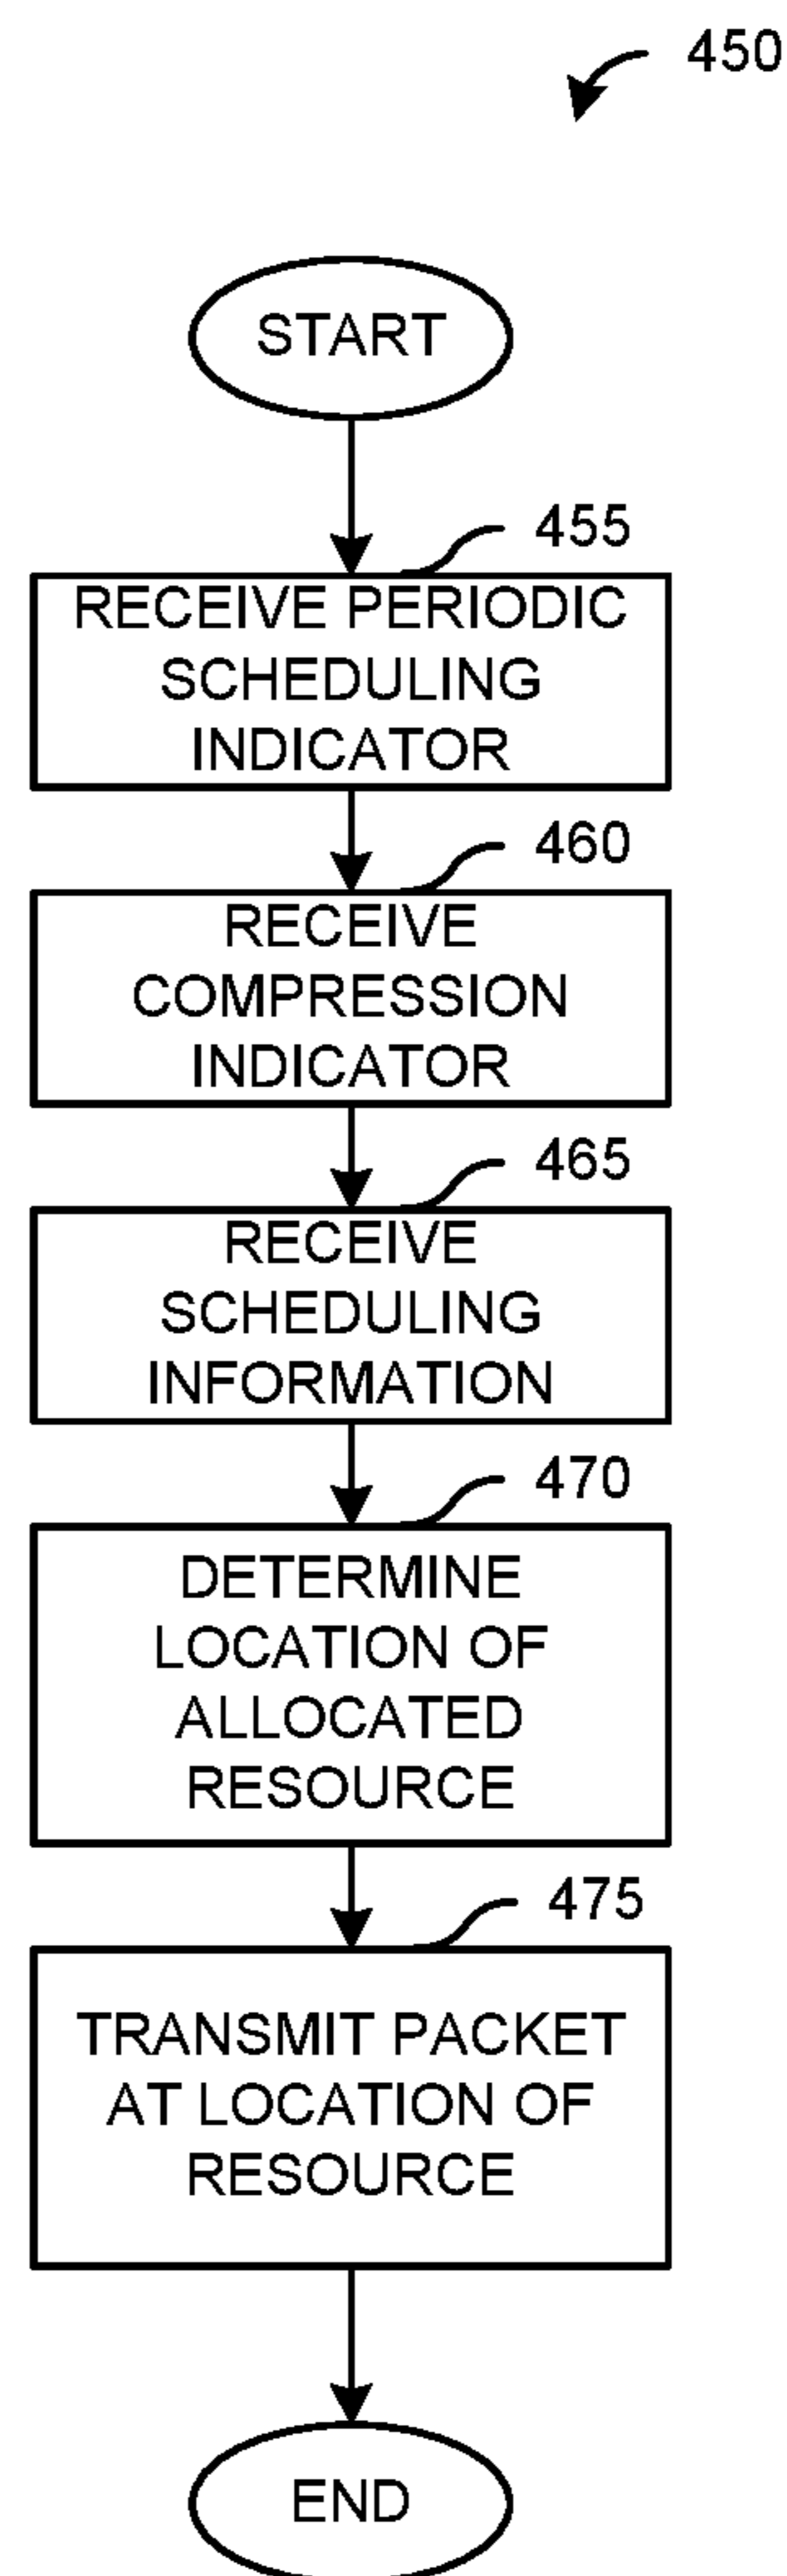 450
START
455
RECEIVE PERIODIC
SCHEDULING
INDICATOR
460
RECEIVE
COMPRESSION
INDICATOR
465
RECEIVE
SCHEDULING
INFORMATION
470
DETERMINE
LOCATION OF
ALLOCATED
RESOURCE
475
TRANSMIT PACKET
AT LOCATION OF
RESOURCE
END